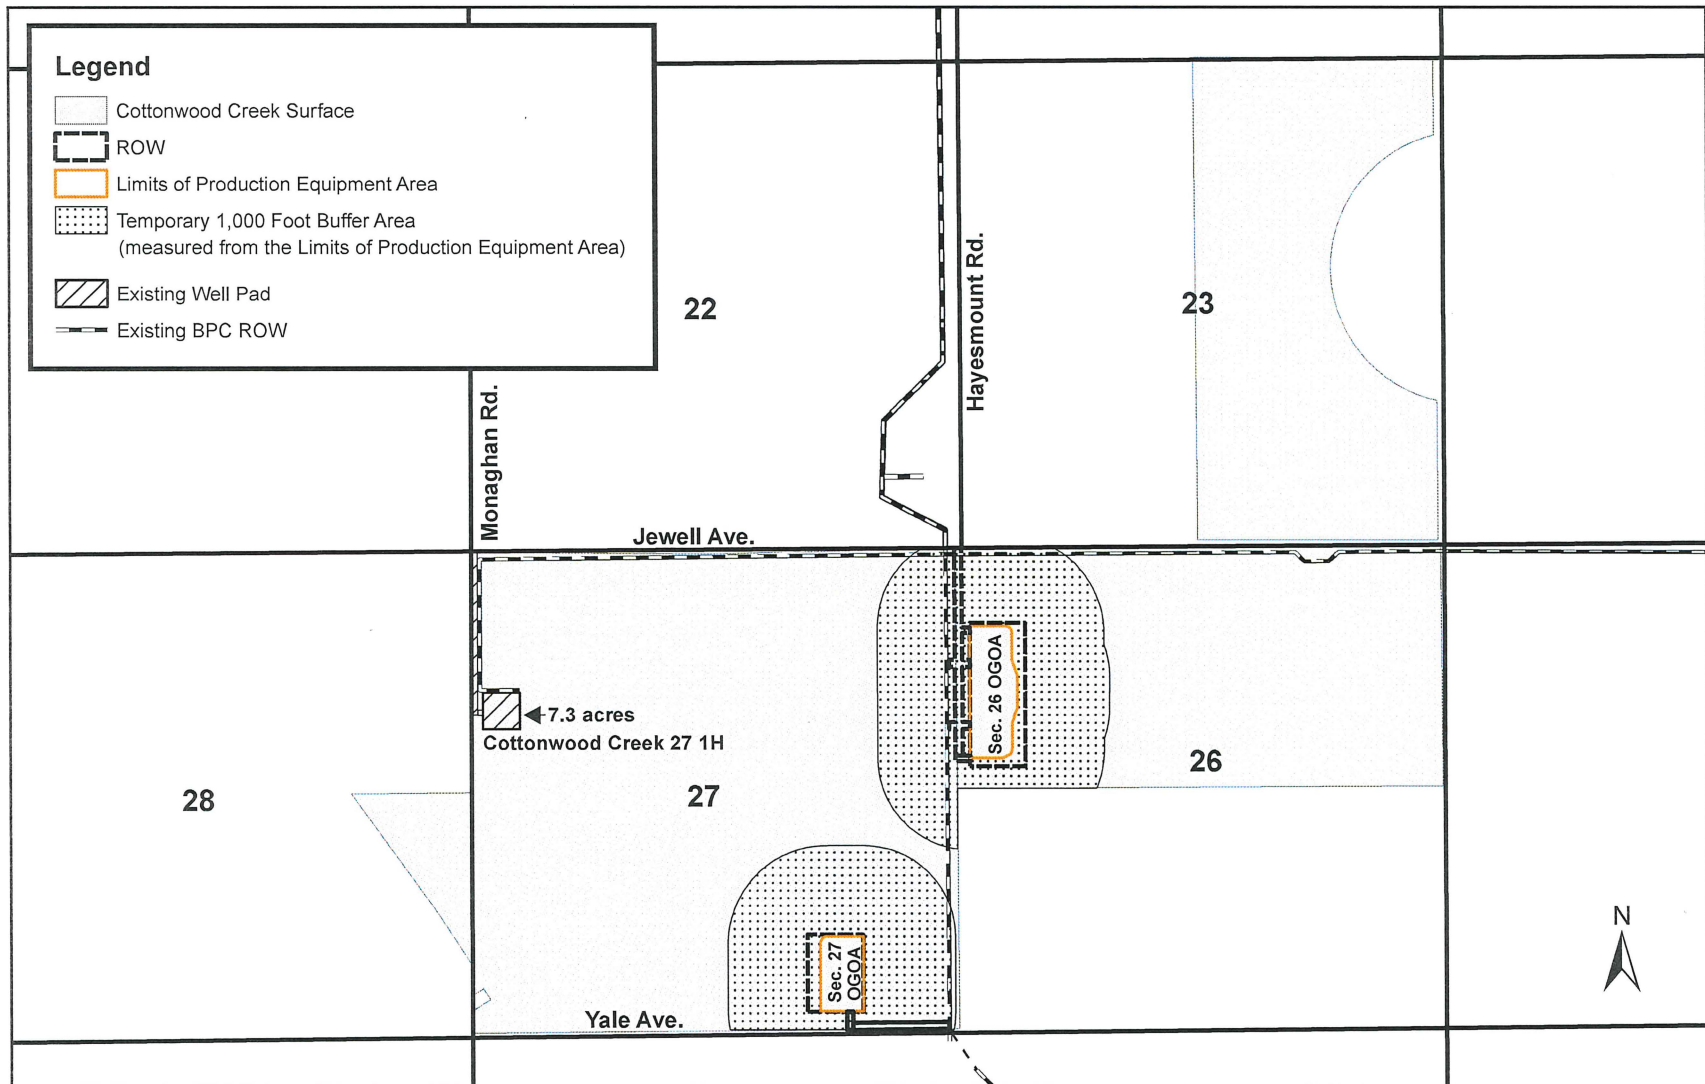 Legend
Cottonwood Creek Surface
ROW
Limits of Production Equipment Area
Temporary 1,000 Foot Buffer Area
(measured from the Limits of Production Equipment Area)
Existing Well Pad
Existing BPC ROW
22
23
Hayesmount Rd.
Monaghan Rd.
Jewell Ave.
Sec. 26 OGOA
7.3 acres
Cottonwood Creek 27 1H
26
28
27
N
Sec. 27
OGOA
Yale Ave.